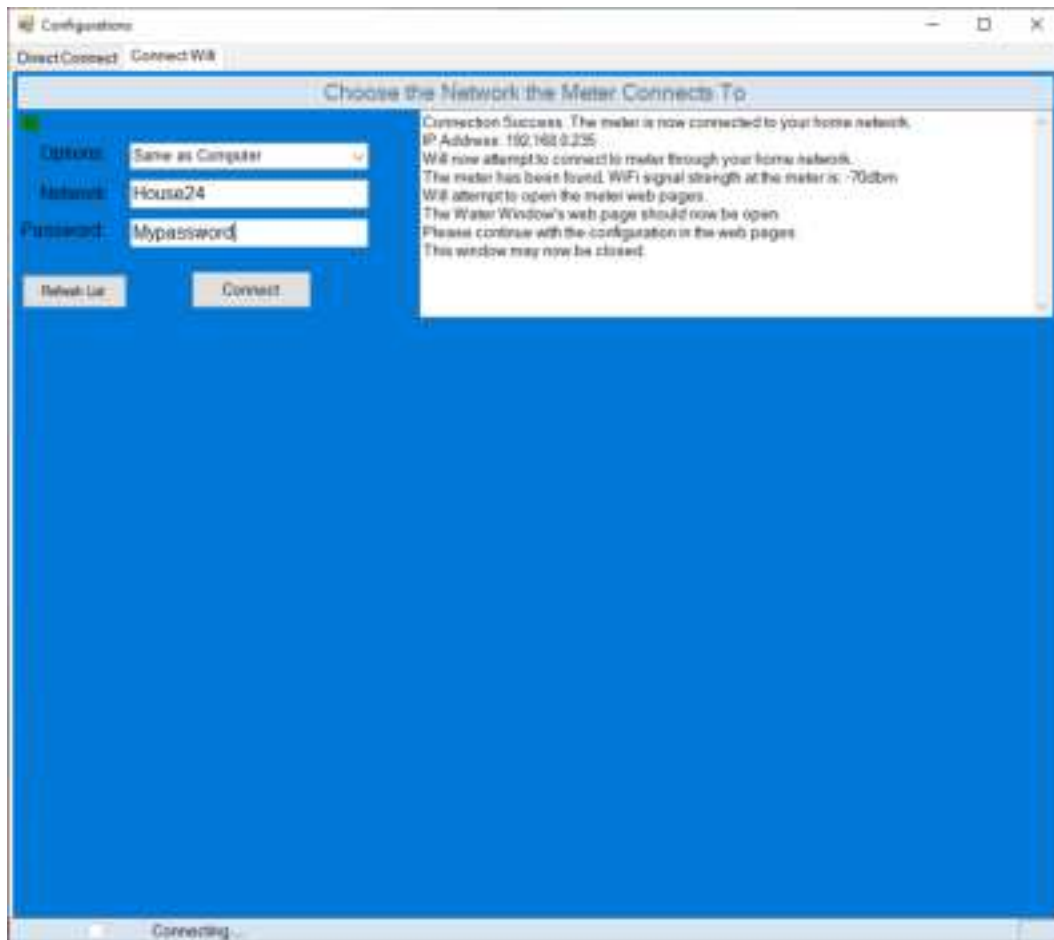 Configurations
Direct Connect Connect Wifi
Choose the Network the Meter Connects To
Options: Same as Computer
Network: House24
Password: Mypassword
Refresh List Connect
Connection Success. The meter is now connected to your home network.
IP Address: 192.168.0.235
Will now attempt to connect to meter through your home network.
The meter has been found. WiFi signal strength at the meter is: -70dbm
Will attempt to open the meter web pages.
The Water Window's web page should now be open.
Please continue with the configuration in the web pages.
This window may now be closed.
Connecting...